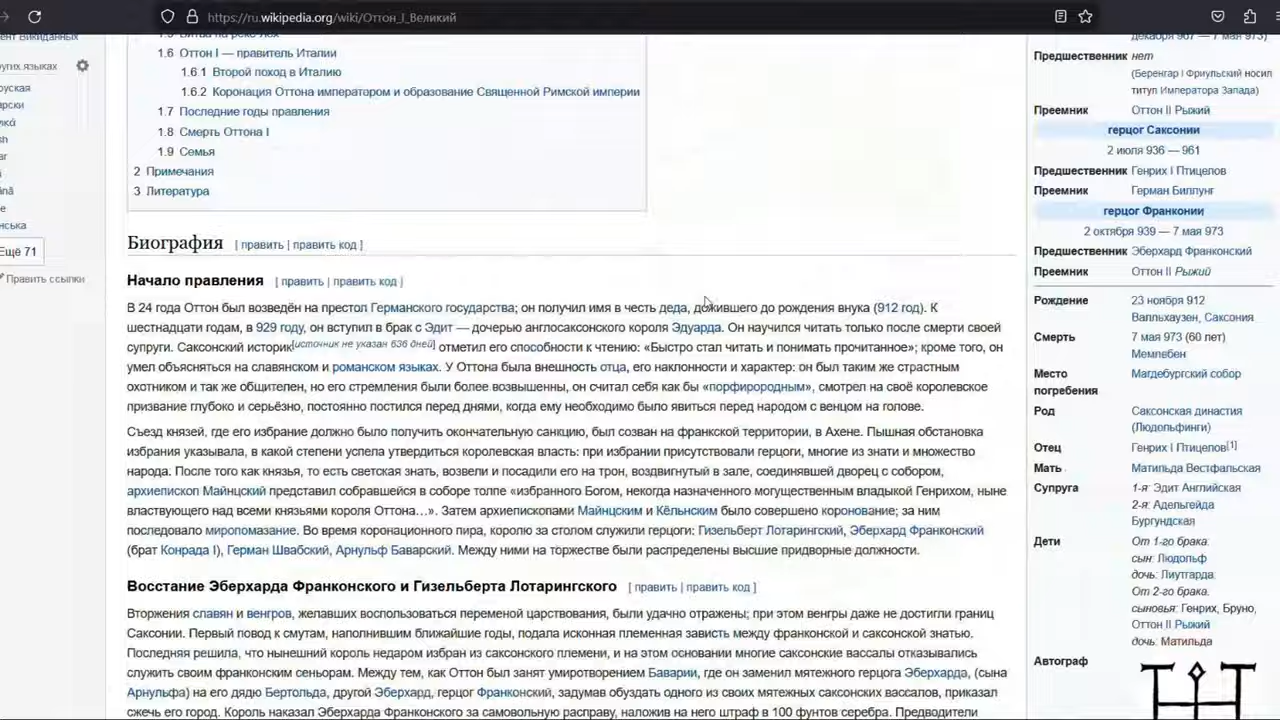 https://ru.wikipedia.org/wiki/Оттон_I_Великий
1.6 Оттон I — правитель Италии
1.6.1 Второй поход в Италию
1.6.2 Коронация Оттона императором и образование Священной Римской империи
1.7 Последние годы правления
1.8 Смерть Оттона I
1.9 Семья
2 Примечания
3 Литература
Ещё 71
Править ссылки
Биография [ править | править код ]
Начало правления [ править | править код ]
В 24 года Оттон был возведён на престол Германского государства; он получил имя в честь деда, дожившего до рождения внука (912 год). К
шестнадцати годам, в 929 году, он вступил в брак с Эдит — дочерью англосаксонского короля Эдуарда. Он научился читать только после смерти своей
супруги. Саксонский историк[источник не указан 636 дней] отметил его способности к чтению: «Быстро стал читать и понимать прочитанное»; кроме того, он
умел объясняться на славянском и романском языках. У Оттона была внешность отца, его наклонности и характер: он был таким же страстным
охотником и так же общителен, но его стремления были более возвышенны, он считал себя как бы «порфирородным», смотрел на своё королевское
призвание глубоко и серьёзно, постоянно постился перед днями, когда ему необходимо было явиться перед народом с венцом на голове.
Съезд князей, где его избрание должно было получить окончательную санкцию, был созван на франкской территории, в Ахене. Пышная обстановка
избрания указывала, в какой степени успела утвердиться королевская власть: при избрании присутствовали герцоги, многие из знати и множество
народа. После того как князья, то есть светская знать, возвели и посадили его на трон, воздвигнутый в зале, соединявшей дворец с собором,
архиепископ Майнцский представил собравшейся в соборе толпе «избранного Богом, некогда назначенного могущественным владыкой Генрихом, ныне
властвующего над всеми князьями короля Оттона…». Затем архиепископами Майнцским и Кёльнским было совершено коронование; за ним
последовало миропомазание. Во время коронационного пира, королю за столом служили герцоги: Гизельберт Лотарингский, Эберхард Франконский
(брат Конрада I), Герман Швабский, Арнульф Баварский. Между ними на торжестве были распределены высшие придворные должности.
Восстание Эберхарда Франконского и Гизельберта Лотарингского [ править | править код ]
Вторжения славян и венгров, желавших воспользоваться переменой царствования, были удачно отражены; при этом венгры даже не достигли границ
Саксонии. Первый повод к смутам, наполнившим ближайшие годы, подала исконная племенная зависть между франконской и саксонской знатью.
Последняя решила, что нынешний король недаром избран из саксонского племени, и на этом основании многие саксонские вассалы отказывались
служить своим франконским сеньорам. Между тем, как Оттон был занят умиротворением Баварии, где он заменил мятежного герцога Эберхарда, (сына
Арнульфа) на его дядю Бертольда, другой Эберхард, герцог Франконский, задумав обуздать одного из своих мятежных саксонских вассалов, приказал
сжечь его город. Король наказал Эберхарда Франконского за самовольную расправу, наложив на него штраф в 100 фунтов серебра. Предводители
декабря 967 — 7 мая 973)
Предшественник нет
(Беренгар I Фриульский носил
титул Императора Запада)
Преемник Оттон II Рыжий
герцог Саксонии
2 июля 936 — 961
Предшественник Генрих I Птицелов
Преемник Герман Биллунг
герцог Франконии
2 октября 939 — 7 мая 973
Предшественник Эберхард Франконский
Преемник Оттон II Рыжий
Рождение 23 ноября 912
Валльхаузен, Саксония
Смерть 7 мая 973 (60 лет)
Мемлебен
Место погребения Магдебургский собор
Род Саксонская династия
(Людольфинги)
Отец Генрих I Птицелов[1]
Мать Матильда Вестфальская
Супруга 1-я: Эдит Английская
2-я: Адельгейда
Бургундская
Дети От 1-го брака:
сын: Людольф
дочь: Лиутгарда
От 2-го брака:
сыновья: Генрих, Бруно,
Оттон II Рыжий
дочь: Матильда
Автограф